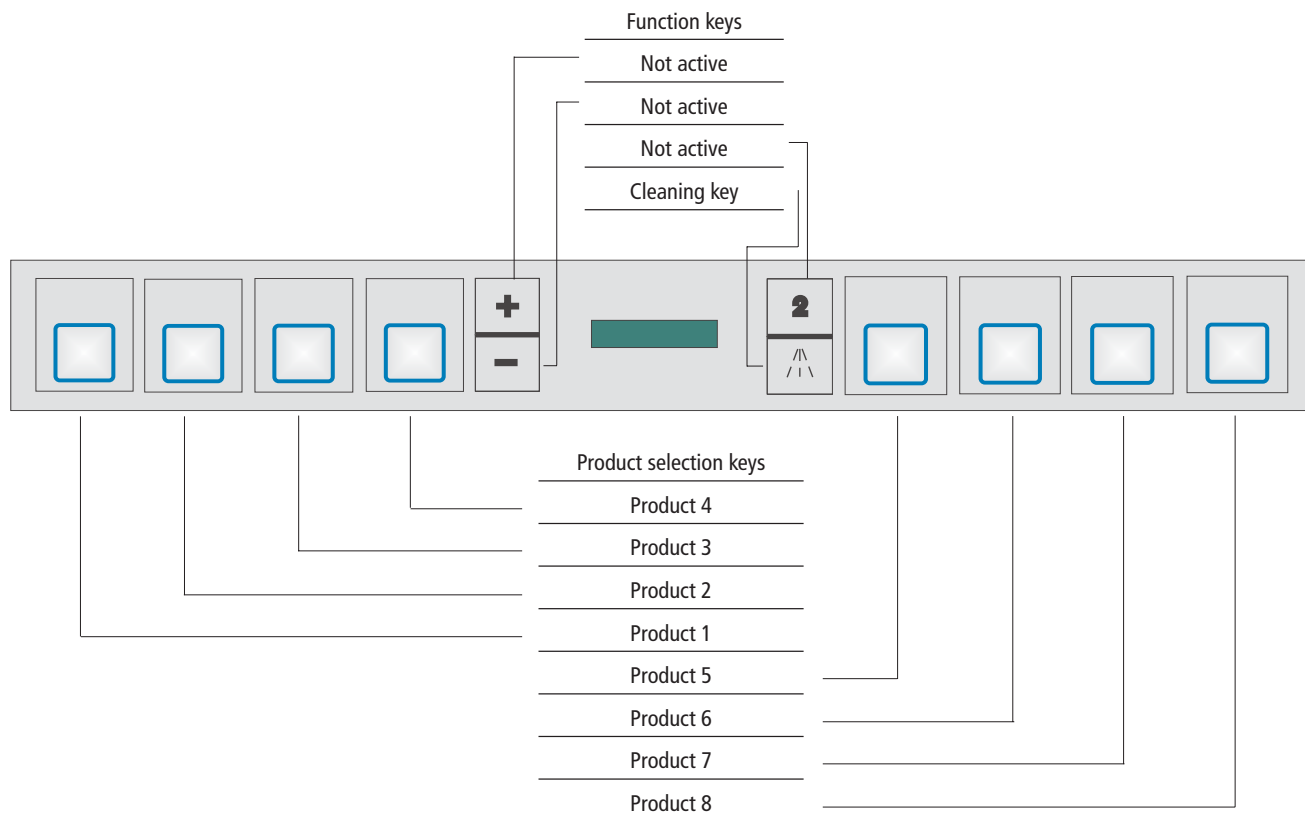 Function keys
Not active
Not active
Not active
Cleaning key
+
2
−
Product selection keys
Product 4
Product 3
Product 2
Product 1
Product 5
Product 6
Product 7
Product 8